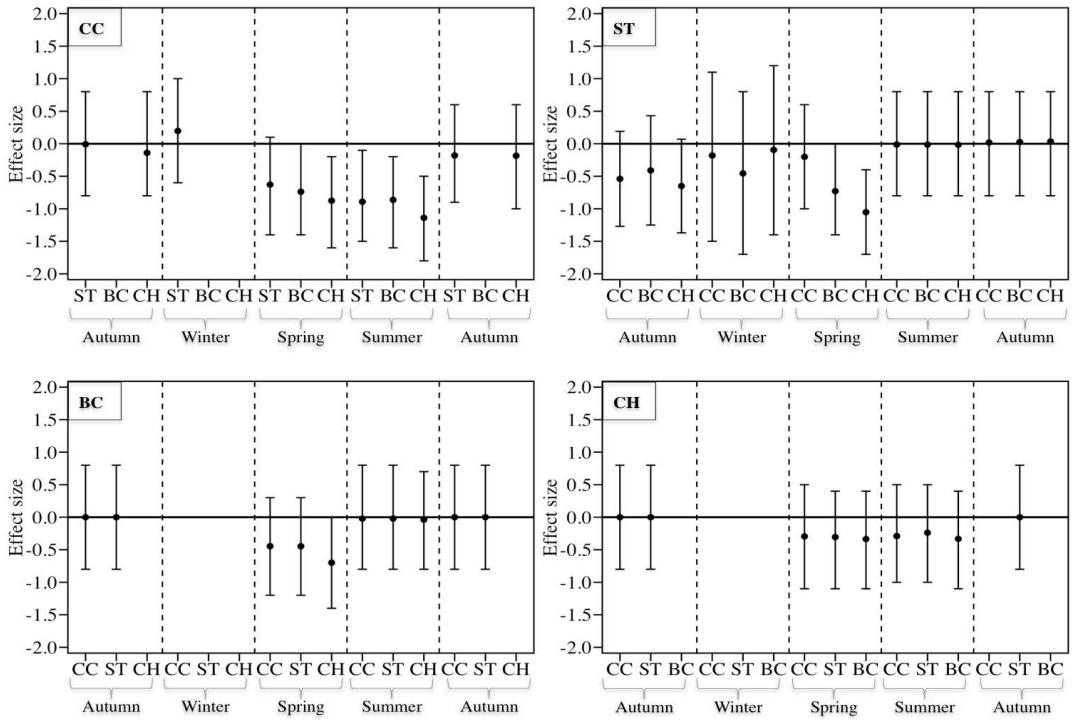 CC
Effect size
2.0
1.5
1.0
0.5
0.0
-0.5
-1.0
-1.5
-2.0
ST BC CH ST BC CH ST BC CH ST BC CH ST BC CH
Autumn Winter Spring Summer Autumn
ST
Effect size
2.0
1.5
1.0
0.5
0.0
-0.5
-1.0
-1.5
-2.0
CC BC CH CC BC CH CC BC CH CC BC CH CC BC CH
Autumn Winter Spring Summer Autumn
BC
Effect size
2.0
1.5
1.0
0.5
0.0
-0.5
-1.0
-1.5
-2.0
CC ST CH CC ST CH CC ST CH CC ST CH CC ST CH
Autumn Winter Spring Summer Autumn
CH
Effect size
2.0
1.5
1.0
0.5
0.0
-0.5
-1.0
-1.5
-2.0
CC ST BC CC ST BC CC ST BC CC ST BC CC ST BC
Autumn Winter Spring Summer Autumn